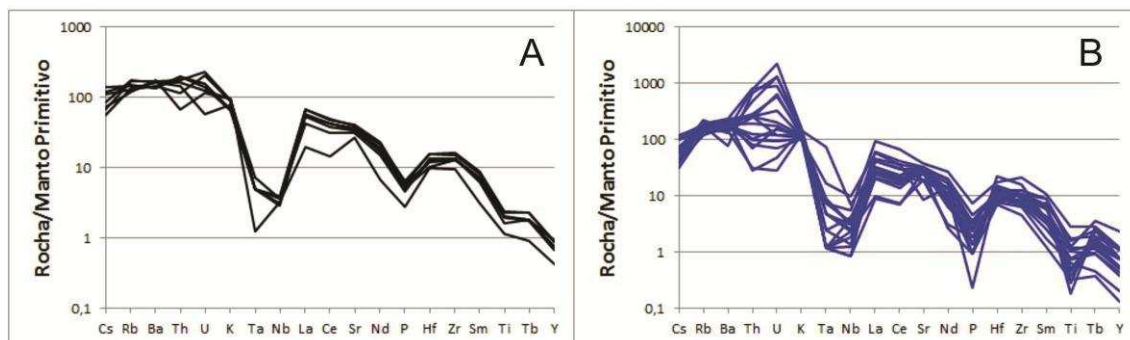 A
Rocha/Manto Primitivo
1000
100
10
1
0,1
Cs Rb Ba Th U K Ta Nb La Ce Sr Nd P Hf Zr Sm Ti Tb Y
B
Rocha/Manto Primitivo
10000
1000
100
10
1
0,1
Cs Rb Ba Th U K Ta Nb La Ce Sr Nd P Hf Zr Sm Ti Tb Y